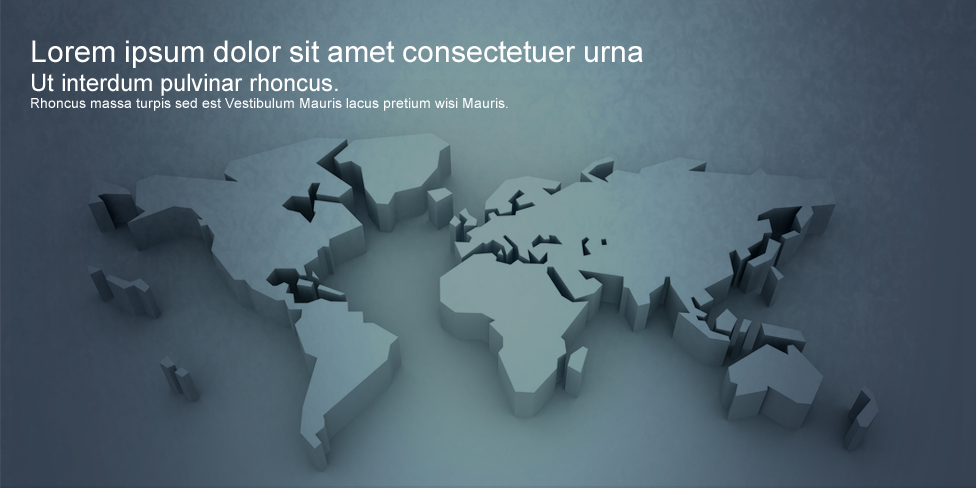 Lorem ipsum dolor sit amet consectetuer urna
Ut interdum pulvinar rhoncus.
Rhoncus massa turpis sed est Vestibulum Mauris lacus pretium wisi Mauris.